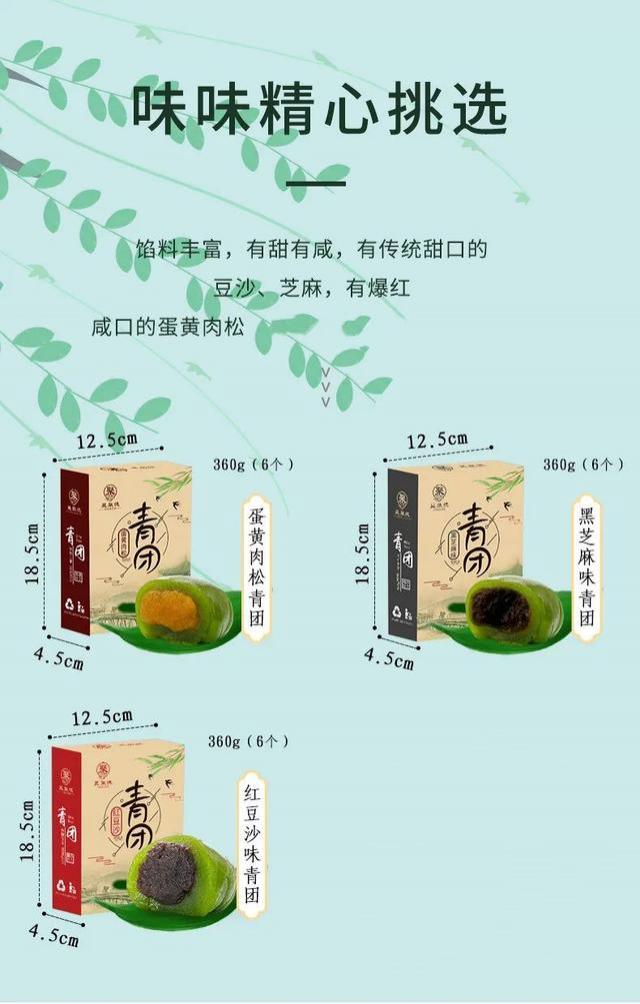 味味精心挑选
馅料丰富，有甜有咸，有传统甜口的
豆沙、芝麻，有爆红
咸口的蛋黄肉松
12.5cm
360g（6个）
18.5cm
4.5cm
青团
蛋黄肉松
青团
蛋黄肉松青团
12.5cm
360g（6个）
18.5cm
4.5cm
青团
青团
黑芝麻味青团
12.5cm
360g（6个）
18.5cm
4.5cm
青团
红豆沙
青团
红豆沙味青团